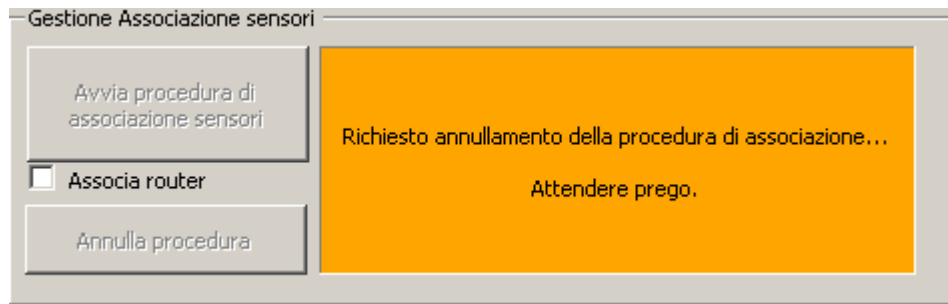 Gestione Associazione sensori
Avvia procedura di
associazione sensori
Associa router
Annulla procedura
Richiesto annullamento della procedura di associazione...
Attendere prego.